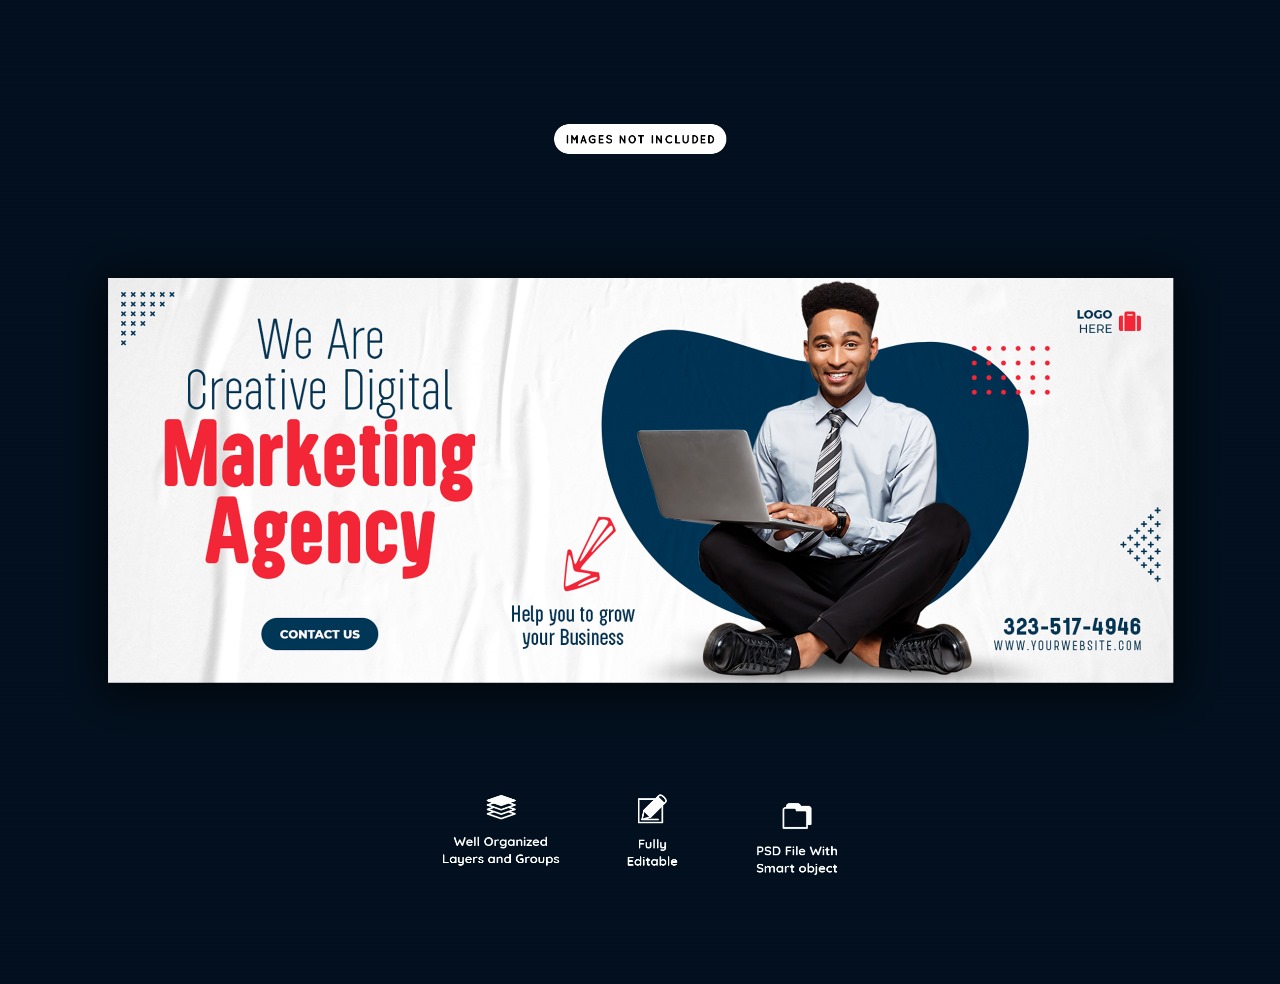 IMAGES NOT INCLUDED
We Are
Creative Digital
Marketing
Agency
CONTACT US
Help you to grow
your Business
LOGO
HERE
323-517-4946
WWW.YOURWEBSITE.COM
Well Organized
Layers and Groups
Fully
Editable
PSD File With
Smart object